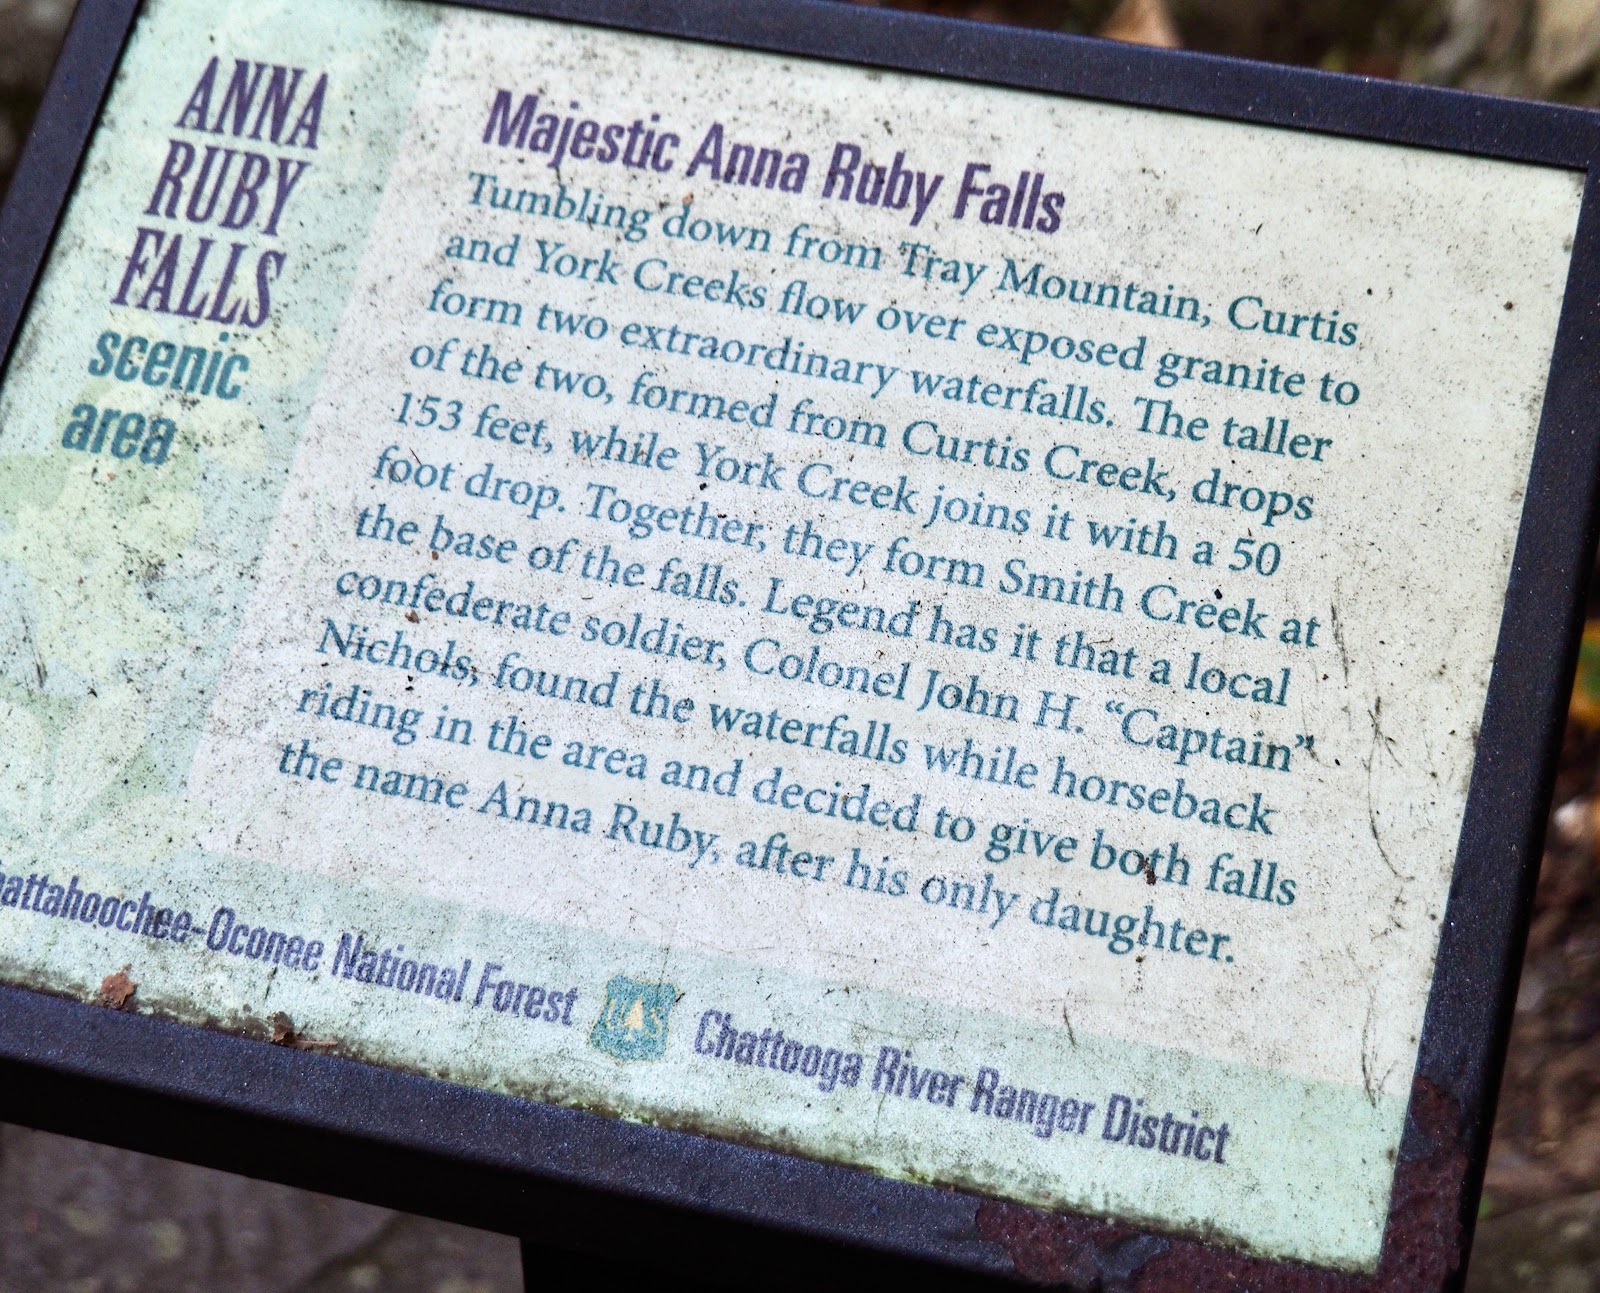 ANNA
RUBY
FALLS
scenic
area
Majestic Anna Ruby Falls
Tumbling down from Tray Mountain, Curtis
and York Creeks flow over exposed granite to
form two extraordinary waterfalls. The taller
of the two, formed from Curtis Creek, drops
153 feet, while York Creek joins it with a 50
foot drop. Together, they form Smith Creek at
the base of the falls. Legend has it that a local
confederate soldier, Colonel John H. “Captain”
Nichols, found the waterfalls while horseback
riding in the area and decided to give both falls
the name Anna Ruby, after his only daughter.
hattahoochee-Oconee National Forest
U S
Chattooga River Ranger District